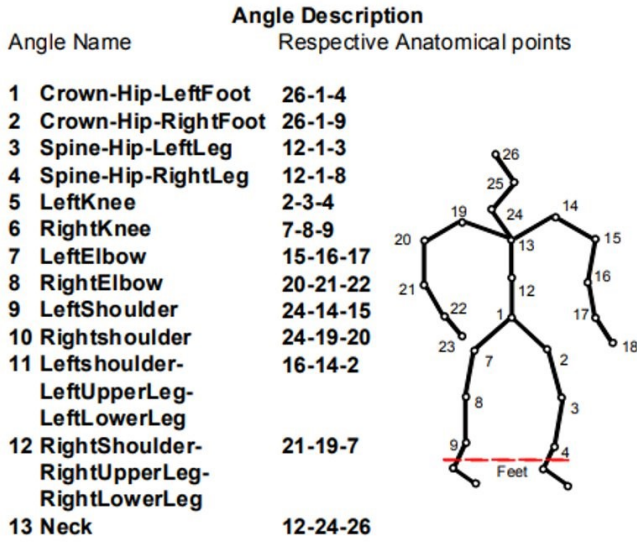 Angle Description
Angle Name Respective Anatomical points
1 Crown-Hip-LeftFoot 26-1-4
2 Crown-Hip-RightFoot 26-1-9
3 Spine-Hip-LeftLeg 12-1-3
4 Spine-Hip-RightLeg 12-1-8
5 LeftKnee 2-3-4
6 RightKnee 7-8-9
7 LeftElbow 15-16-17
8 RightElbow 20-21-22
9 LeftShoulder 24-14-15
10 Rightshoulder 24-19-20
11 Leftshoulder- 16-14-2
LeftUpperLeg-
LeftLowerLeg
12 RightShoulder- 21-19-7
RightUpperLeg-
RightLowerLeg
13 Neck 12-24-26
26
25
19 24 14
20 13 15
21 12 16
22 1 17
23 18
7 2
8 3
9 4
Feet